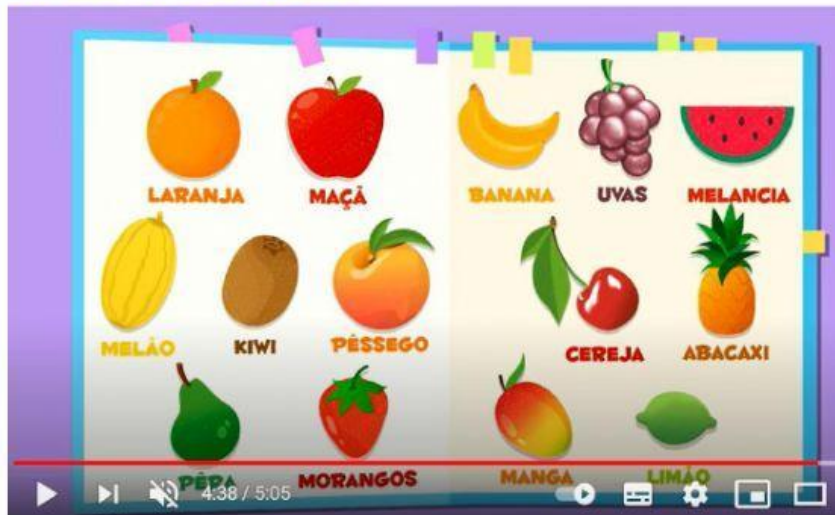 LARANJA MAÇÃ BANANA UVAS MELANCIA
MELÃO KIWI PÊSSEGO CEREJA ABACAXI
PÊRA MORANGOS MANGA LIMÃO
4:38 / 5:05